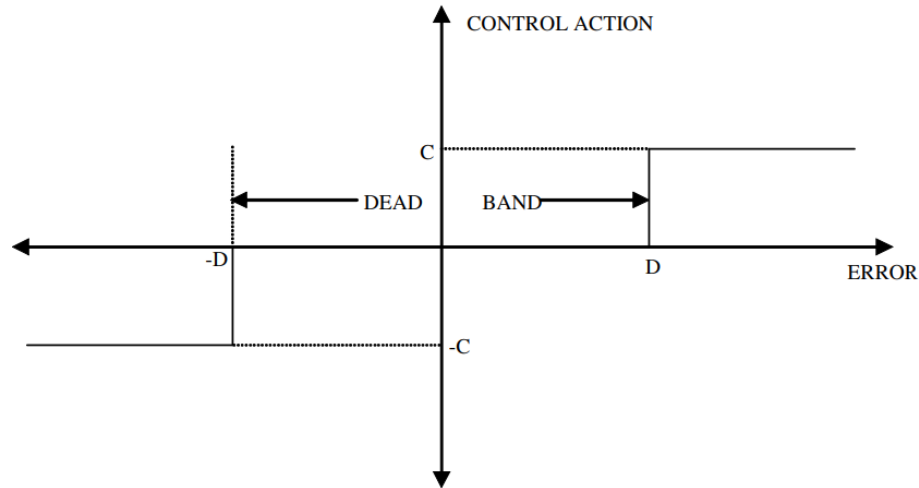 CONTROL ACTION
C
DEAD BAND
-D
D
ERROR
-C